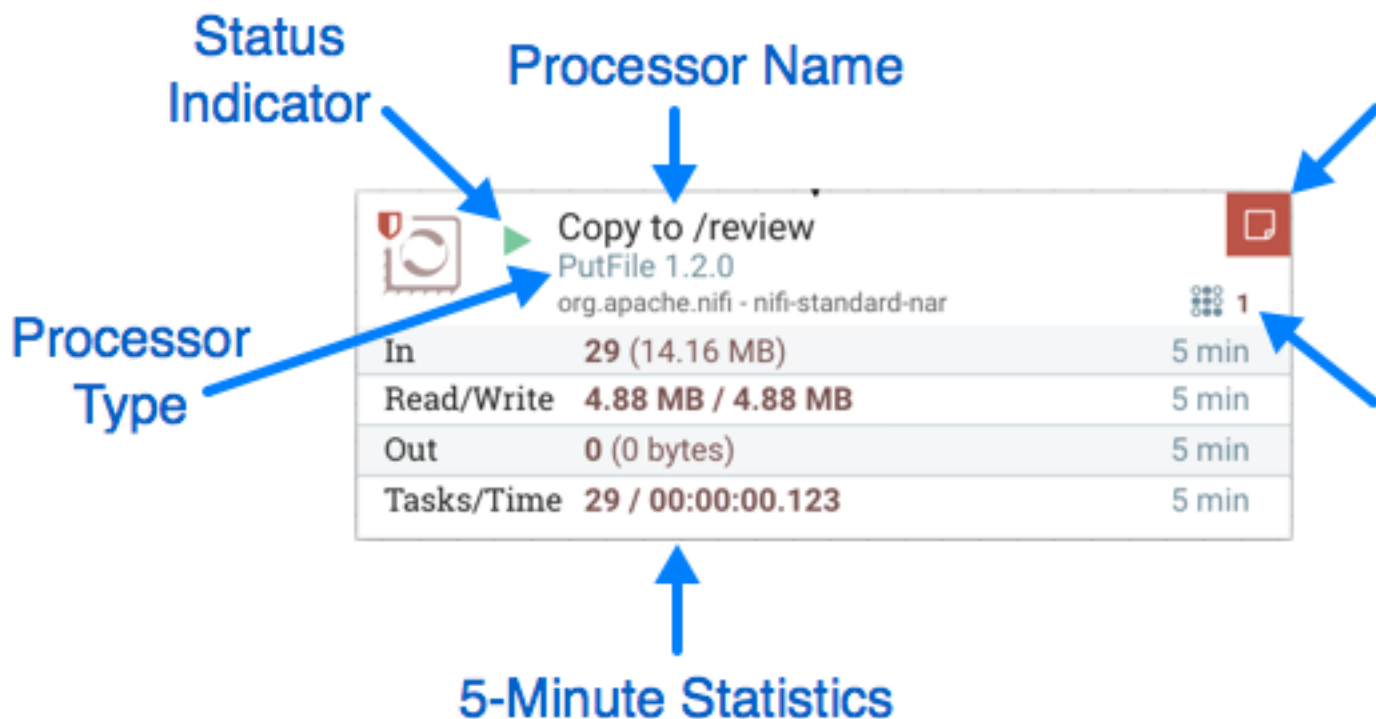 Status
Indicator
Processor Name
Copy to /review
PutFile 1.2.0
org.apache.nifi - nifi-standard-nar
1
Processor
Type
In 29 (14.16 MB) 5 min
Read/Write 4.88 MB / 4.88 MB 5 min
Out 0 (0 bytes) 5 min
Tasks/Time 29 / 00:00:00.123 5 min
5-Minute Statistics